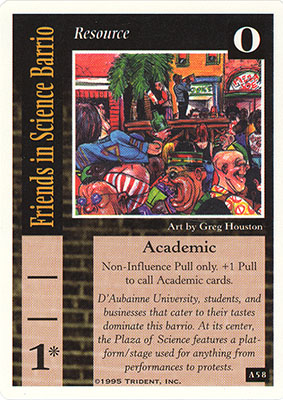 Friends in Science Barrio
Resource
0
Art by Greg Houston
Academic
Non-Influence Pull only. +1 Pull
to call Academic cards.
D'Aubainne University, students, and
businesses that cater to their tastes
dominate this barrio. At its center,
the Plaza of Science features a plat-
form/stage used for anything from
performances to protests.
1*
©1995 TRIDENT, INC.
A58